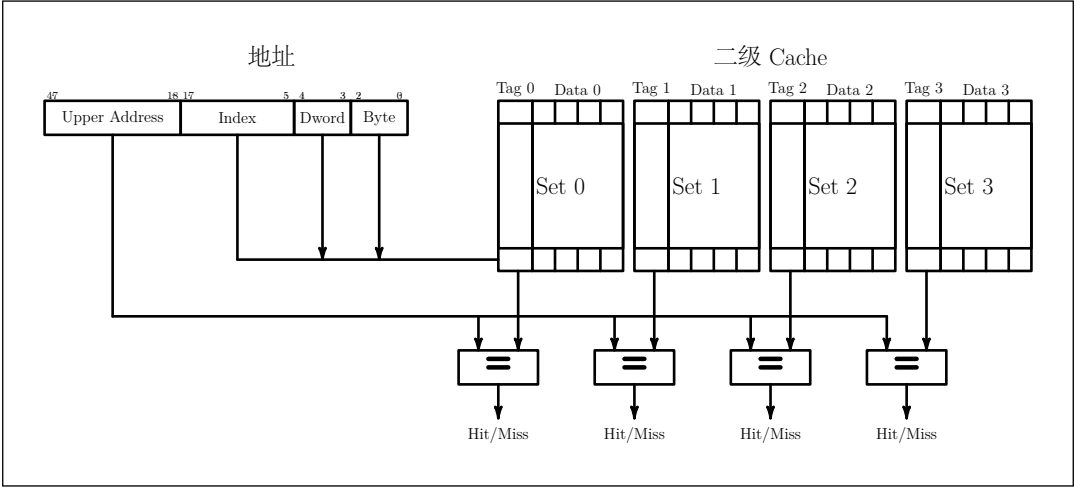 地址
二级 Cache
47 18 17 5 4 3 2 0
Upper Address Index Dword Byte
Tag 0 Data 0 Tag 1 Data 1 Tag 2 Data 2 Tag 3 Data 3
Set 0 Set 1 Set 2 Set 3
= = = =
Hit/Miss Hit/Miss Hit/Miss Hit/Miss